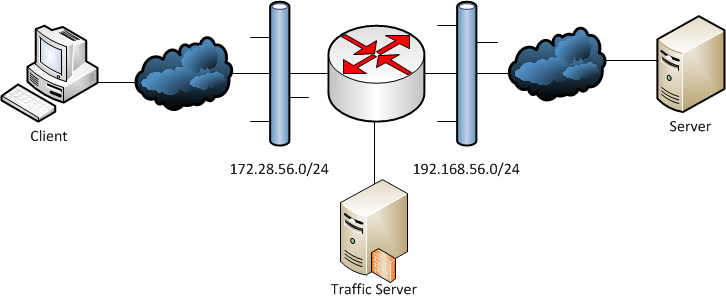 Client
172.28.56.0/24
192.168.56.0/24
Server
Traffic Server